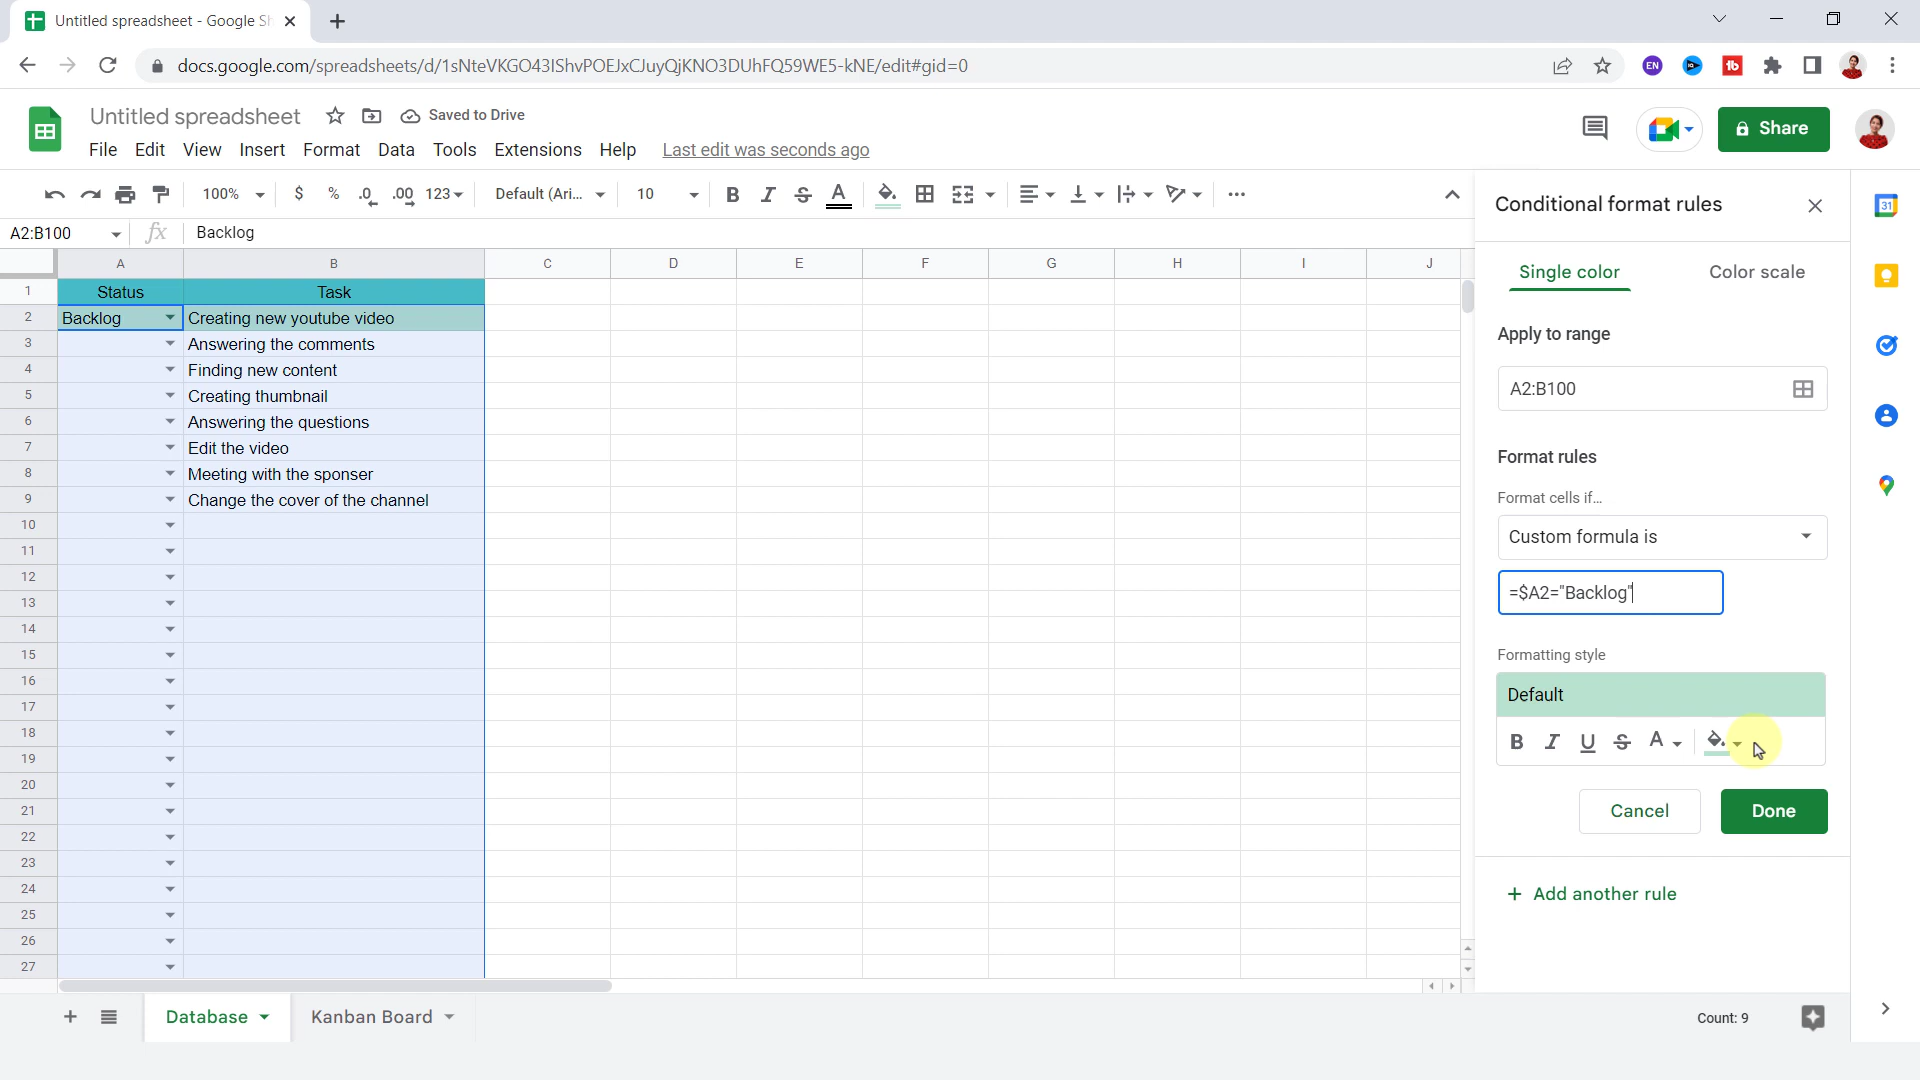 Untitled spreadsheet - Google Sh
docs.google.com/spreadsheets/d/1sNteVKGO43IShvPOEJxCJuyQjKNO3DUhFQ59WE5-kNE/edit#gid=0
EN
Untitled spreadsheet
Saved to Drive
File Edit View Insert Format Data Tools Extensions Help Last edit was seconds ago
Share
100% $ % .0 .00 123 Default (Ari... 10 B I S A
A2:B100 fx Backlog
A B C D E F G H I J
1 Status Task
2 Backlog Creating new youtube video
3 Answering the comments
4 Finding new content
5 Creating thumbnail
6 Answering the questions
7 Edit the video
8 Meeting with the sponser
9 Change the cover of the channel
10
11
12
13
14
15
16
17
18
19
20
21
22
23
24
25
26
27
Database Kanban Board
Count: 9
Conditional format rules
Single color Color scale
Apply to range
A2:B100
Format rules
Format cells if...
Custom formula is
=$A2="Backlog"
Formatting style
Default
B I U S A
Cancel Done
+ Add another rule
31